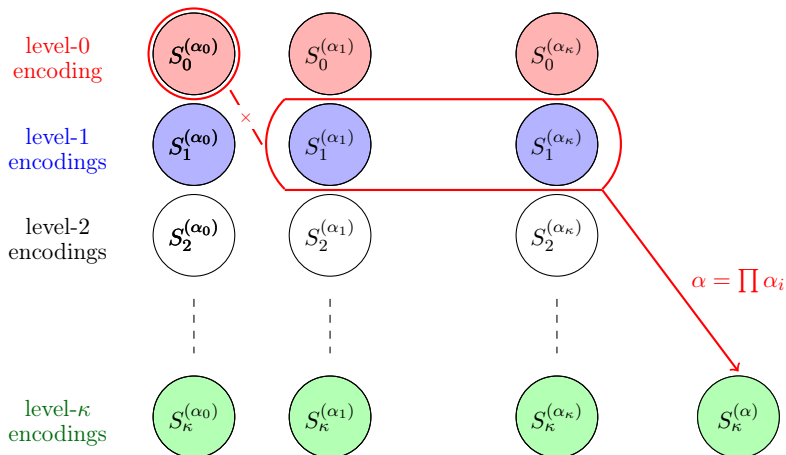 level-0
encoding
S_0^{(α_0)} S_0^{(α_1)} S_0^{(α_κ)}
×
level-1
encodings
S_1^{(α_0)} S_1^{(α_1)} S_1^{(α_κ)}
level-2
encodings
S_2^{(α_0)} S_2^{(α_1)} S_2^{(α_κ)}
α = ∏ α_i
level-κ
encodings
S_κ^{(α_0)} S_κ^{(α_1)} S_κ^{(α_κ)} S_κ^{(α)}